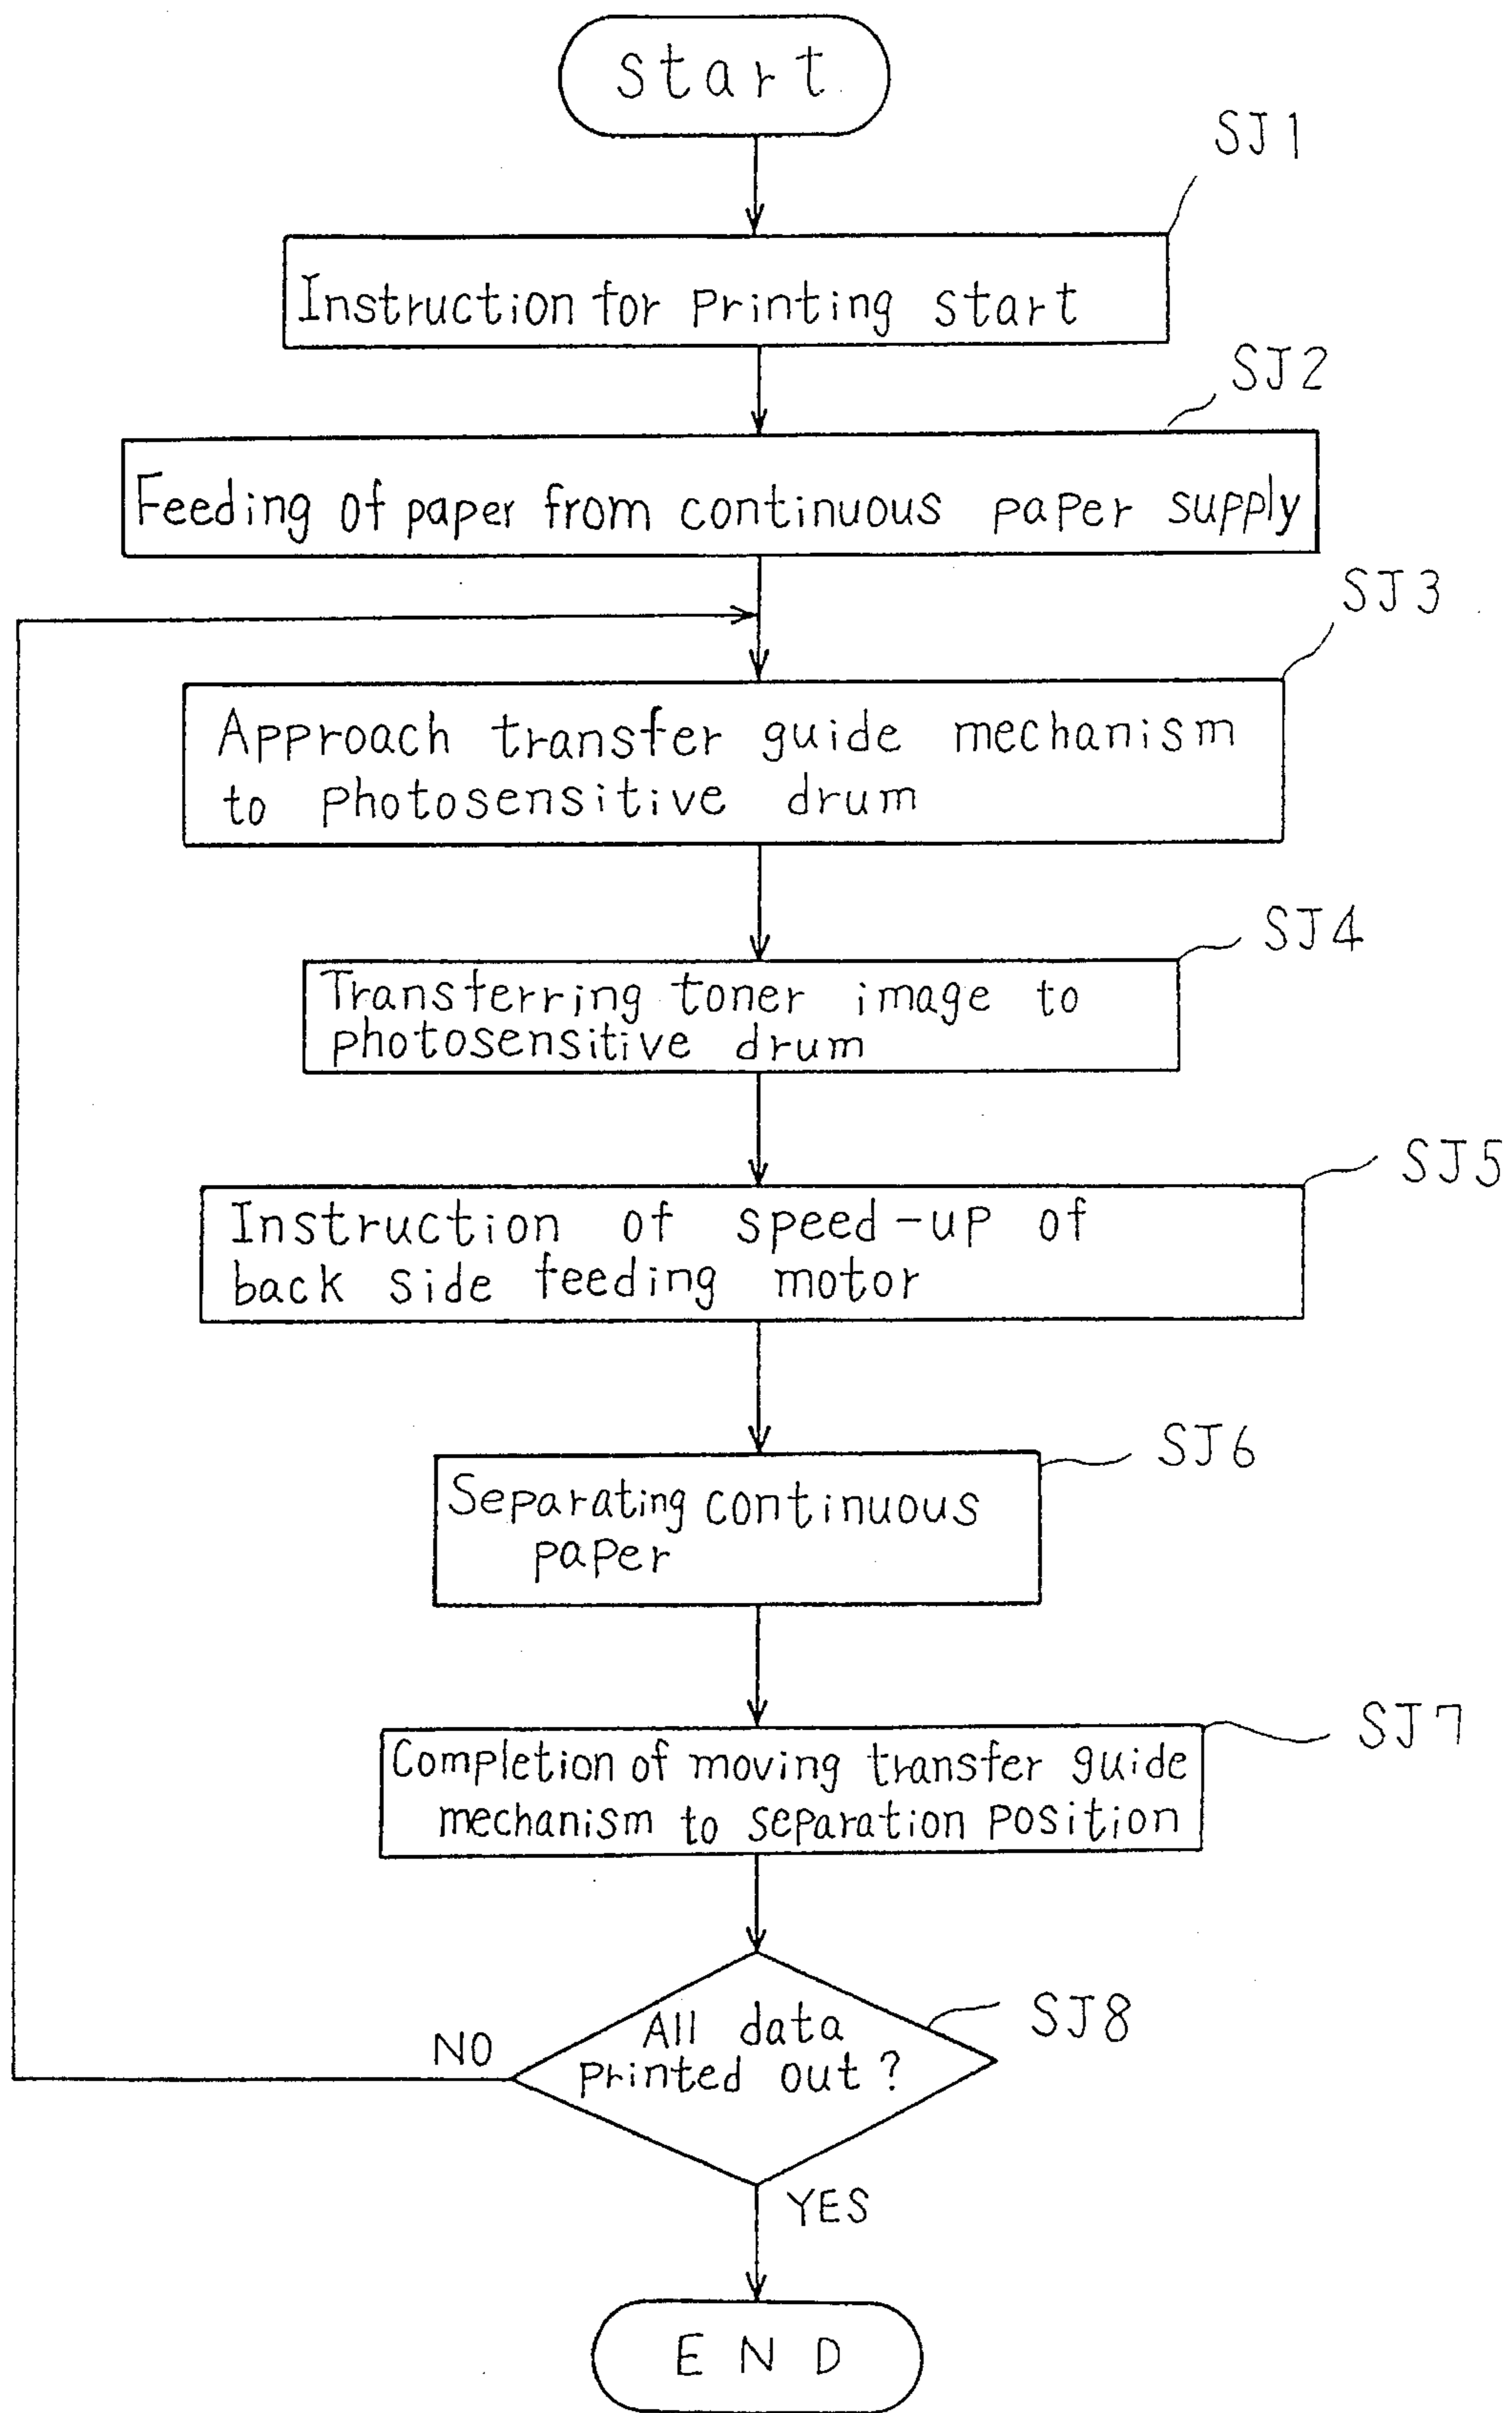 Start
SJ1
Instruction for Printing start
SJ2
Feeding of paper from continuous paper supply
SJ3
Approach transfer guide mechanism
to photosensitive drum
SJ4
Transferring toner image to
photosensitive drum
SJ5
Instruction of speed-up of
back side feeding motor
SJ6
Separating continuous
paper
SJ7
Completion of moving transfer guide
mechanism to separation position
SJ8
All data
printed out?
NO
YES
END